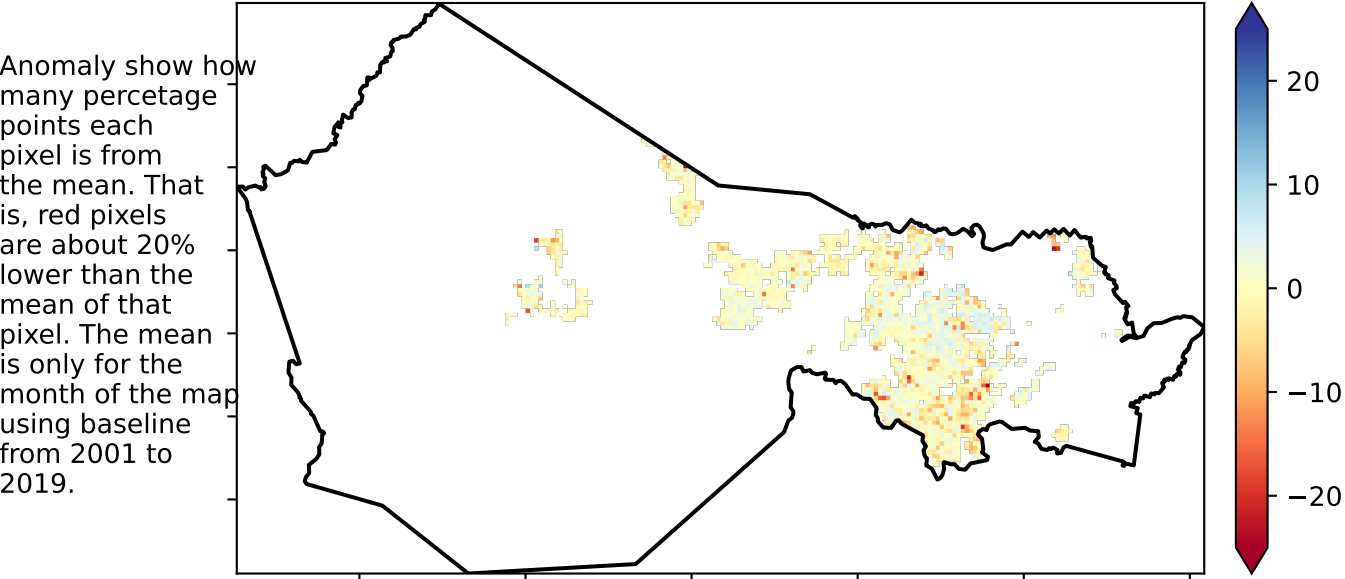 Anomaly show how
many percetage
points each
pixel is from
the mean. That
is, red pixels
are about 20%
lower than the
mean of that
pixel. The mean
is only for the
month of the map
using baseline
from 2001 to
2019.
20
10
0
−10
−20